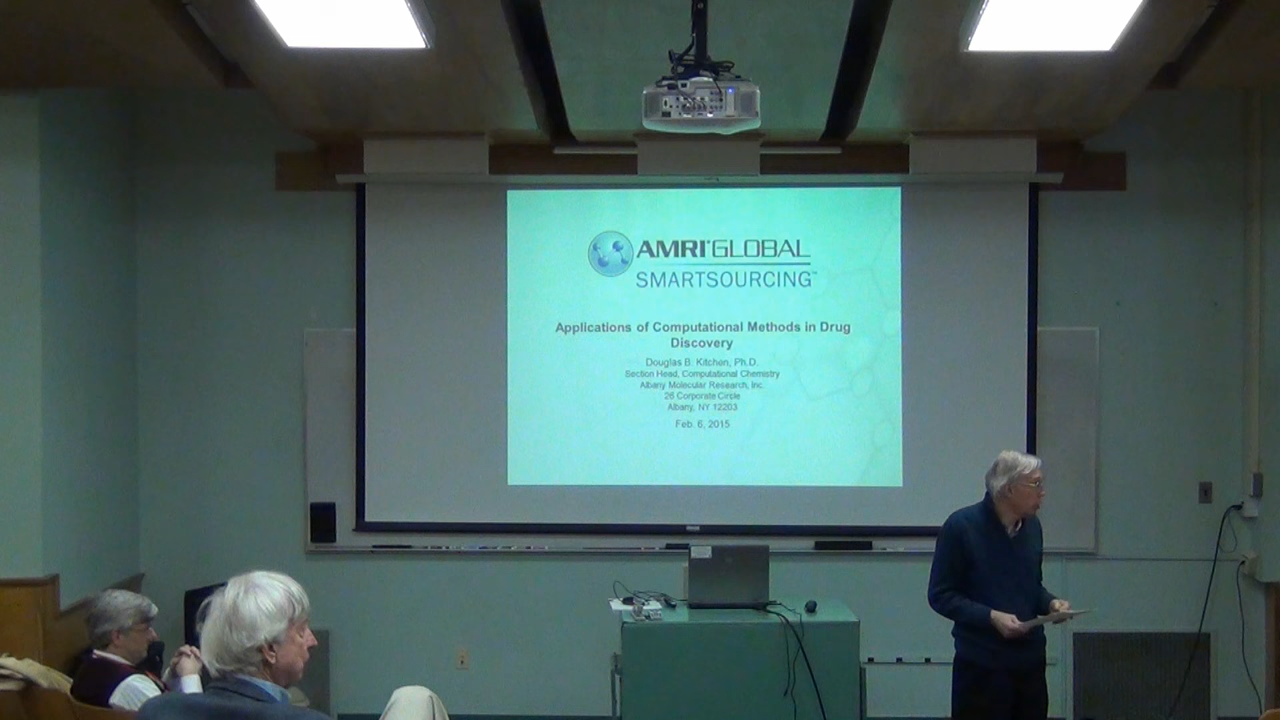 AMRI GLOBAL
SMARTSOURCING™
Applications of Computational Methods in Drug
Discovery
Douglas B. Kitchen, Ph.D.
Section Head, Computational Chemistry
Albany Molecular Research, Inc.
26 Corporate Circle
Albany, NY 12203
Feb. 6, 2015